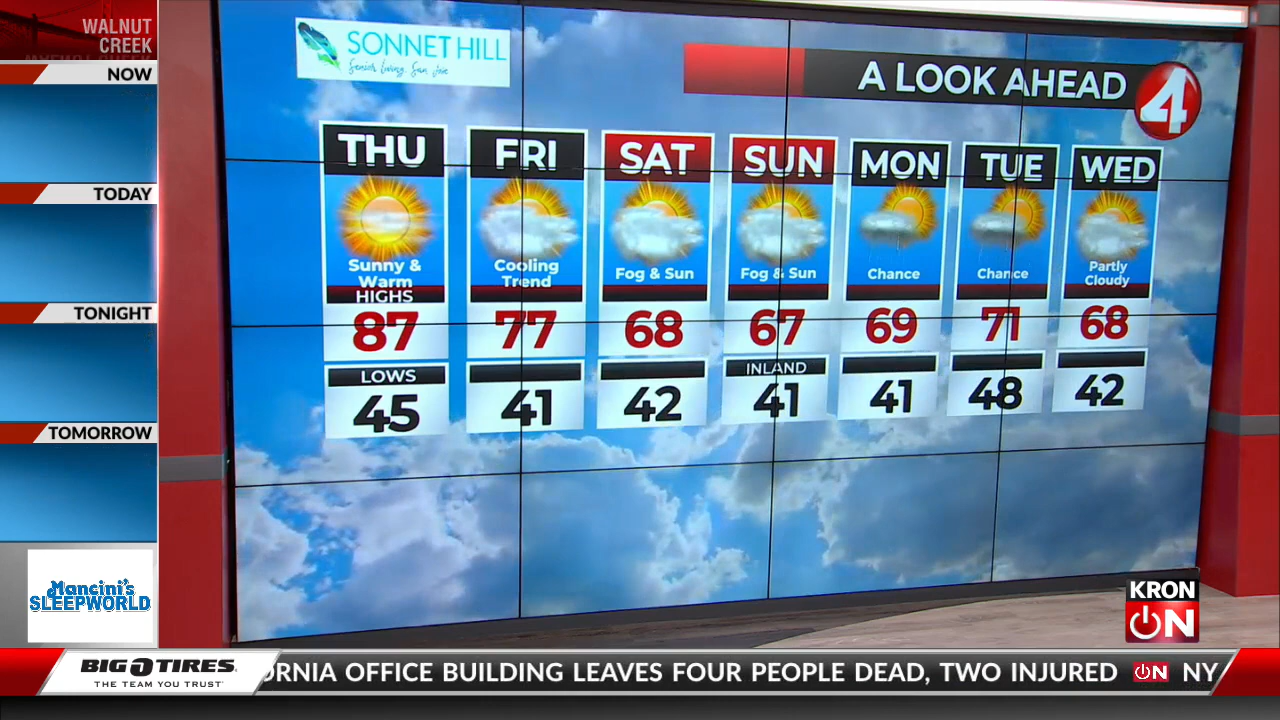 WALNUT
CREEK
NOW
TODAY
TONIGHT
TOMORROW
Mancini's
SLEEPWORLD
SONNET HILL
Senior Living. San Jose
A LOOK AHEAD
4
THU
Sunny &
Warm
HIGHS
87
LOWS
45
FRI
Cooling
Trend
77
41
SAT
Fog & Sun
68
42
SUN
Fog & Sun
67
INLAND
41
MON
Chance
69
41
TUE
Chance
71
48
WED
Partly
Cloudy
68
42
KRON
ON
BIG O TIRES
THE TEAM YOU TRUST
ORNIA OFFICE BUILDING LEAVES FOUR PEOPLE DEAD, TWO INJURED ON NY